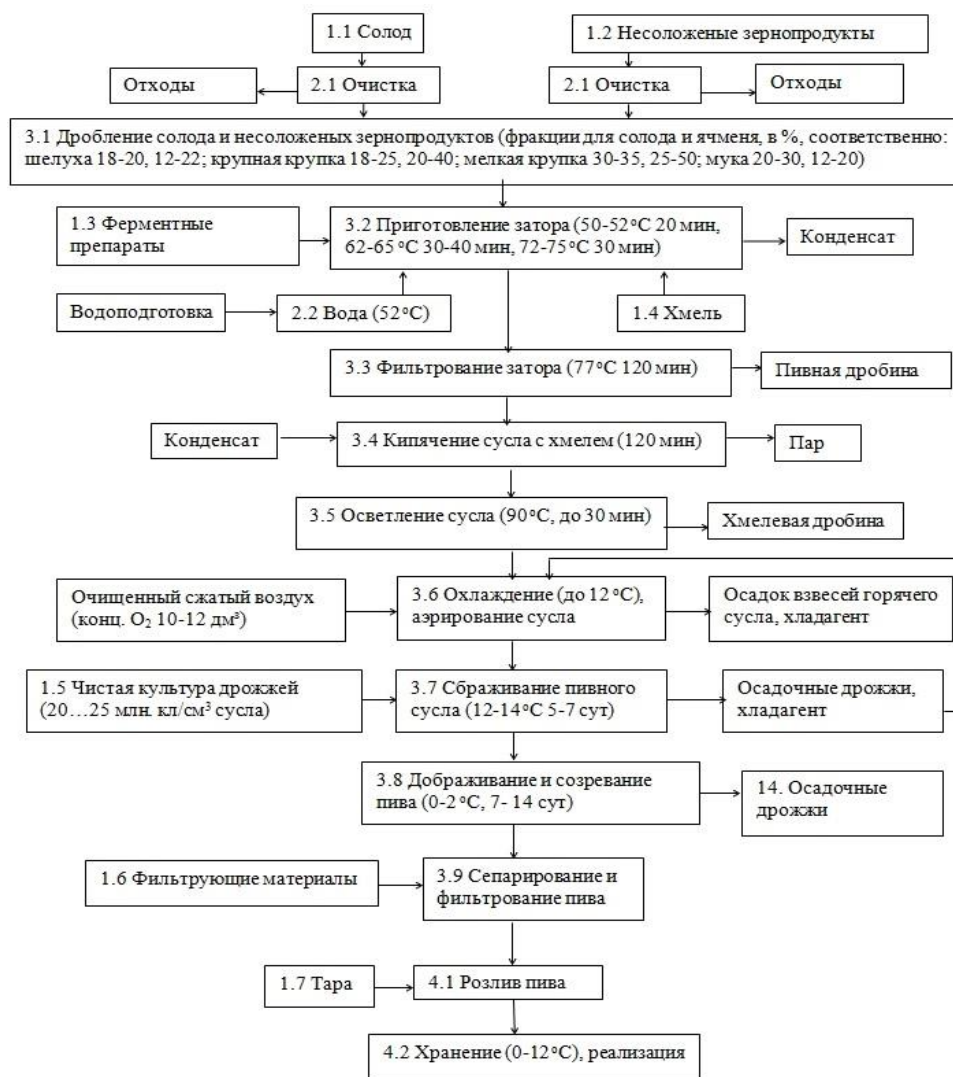 1.1 Солод
1.2 Несоложеные зернопродукты
Отходы
2.1 Очистка
2.1 Очистка
Отходы
3.1 Дробление солода и несоложеных зернопродуктов (фракции для солода и ячменя, в %, соответственно:
шелуха 18-20, 12-22; крупная крупка 18-25, 20-40; мелкая крупка 30-35, 25-50; мука 20-30, 12-20)
1.3 Ферментные
препараты
3.2 Приготовление затора (50-52°С 20 мин,
62-65 °С 30-40 мин, 72-75°С 30 мин)
Конденсат
Водоподготовка
2.2 Вода (52°С)
1.4 Хмель
3.3 Фильтрование затора (77°С 120 мин)
Пивная дробина
Конденсат
3.4 Кипячение сусла с хмелем (120 мин)
Пар
3.5 Осветление сусла (90°С, до 30 мин)
Хмелевая дробина
Очищенный сжатый воздух
(конц. О₂ 10-12 дм³)
3.6 Охлаждение (до 12 °С),
аэрирование сусла
Осадок взвесей горячего
сусла, хладагент
1.5 Чистая культура дрожжей
(20…25 млн. кл/см³ сусла)
3.7 Сбраживание пивного
сусла (12-14°С 5-7 сут)
Осадочные дрожжи,
хладагент
3.8 Дображивание и созревание
пива (0-2 °С, 7- 14 сут)
14. Осадочные
дрожжи
1.6 Фильтрующие материалы
3.9 Сепарирование и
фильтрование пива
1.7 Тара
4.1 Розлив пива
4.2 Хранение (0-12°С), реализация